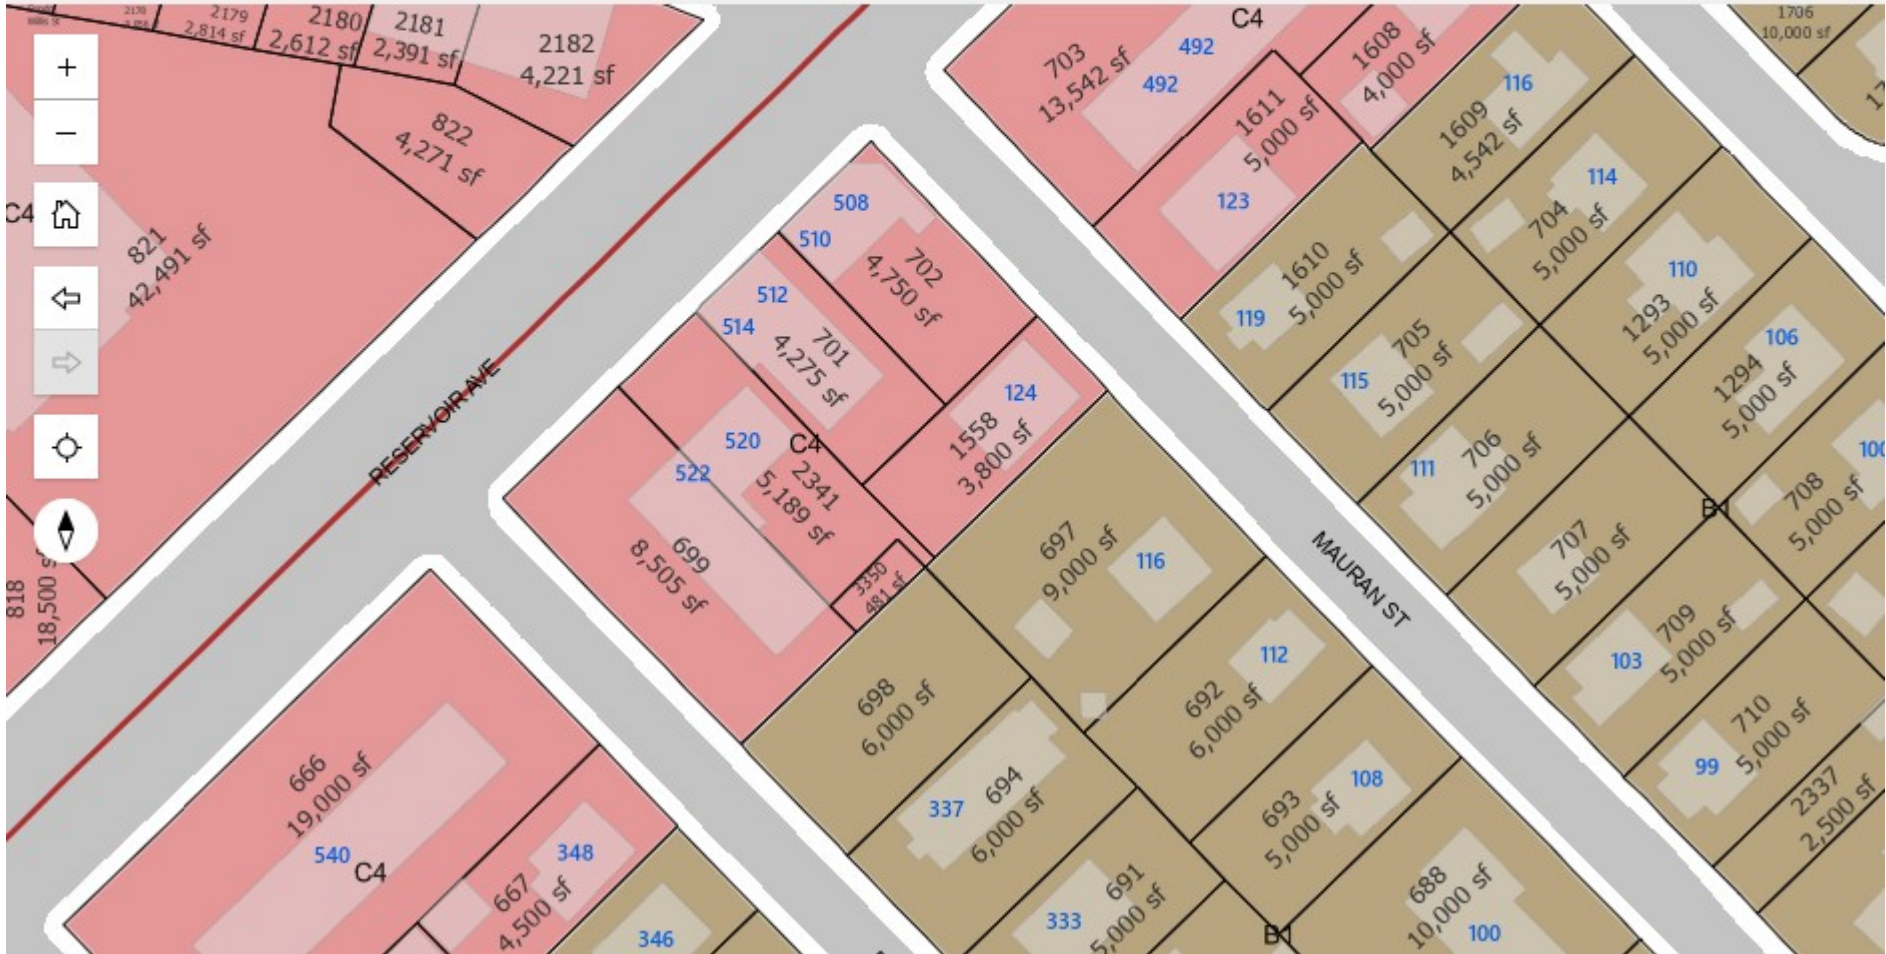 2179
2,814 sf
2180
2,612 sf
2181
2,391 sf
2182
4,221 sf
822
4,271 sf
C4
821
42,491 sf
818
18,500 s
RESERVOIR AVE
C4
703
13,542 sf
492
492
1608
4,000 sf
1611
5,000 sf
123
1706
10,000 sf
116
1609
4,542 sf
114
704
5,000 sf
508
510
702
4,750 sf
512
514
701
4,275 sf
124
1558
3,800 sf
520
522
C4
2341
5,189 sf
699
8,505 sf
3350
481 sf
119
1610
5,000 sf
115
705
5,000 sf
110
1293
5,000 sf
106
1294
5,000 sf
100
111
706
5,000 sf
707
5,000 sf
B1
708
5,000 sf
MAURAN ST
697
9,000 sf
116
698
6,000 sf
692
6,000 sf
112
103
709
5,000 sf
99
710
5,000 sf
2337
2,500 sf
337
694
6,000 sf
693
5,000 sf
108
691
5,000 sf
333
688
10,000 sf
100
B1
666
19,000 sf
540
C4
348
667
4,500 sf
346